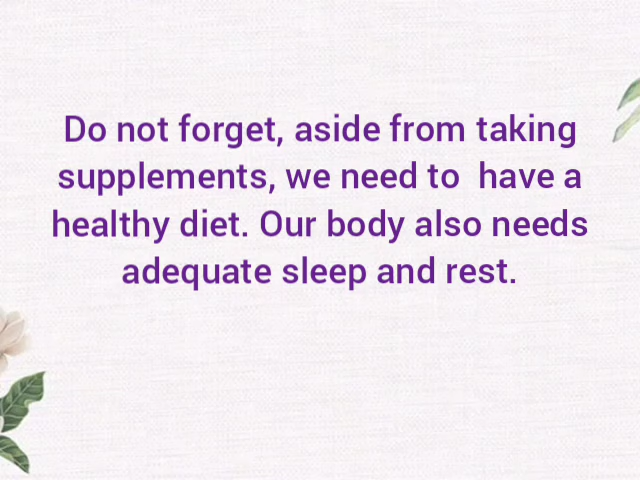 Do not forget, aside from taking
supplements, we need to  have a
healthy diet. Our body also needs
adequate sleep and rest.